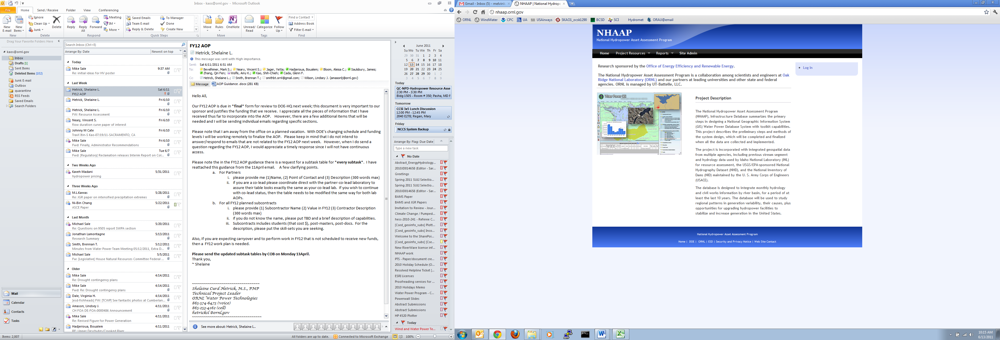 Inbox - kaos@ornl.gov - Microsoft Outlook
File Home Send / Receive Folder View Conferencing
New E-mail
New Items
Ignore
Clean Up
Junk
Delete
Reply
Reply All
Forward
Meeting
IM
More
Saved Emails
Team E-mail
Reply & Delete
To Manager
Done
Create New
Move
Rules
OneNote
Unread/ Read
Categorize
Follow Up
Find a Contact
Address Book
Filter E-mail
New Delete Respond Quick Steps Move Tags Find
Drag Your Favorite Folders Here
kaos@ornl.gov
Inbox
Drafts [1]
Sent Items
Deleted Items (102)
Junk E-mail
Outbox
quarantine
RSS Feeds
Saved Emails
Search Folders
Mail
Calendar
Contacts
Tasks
Items: 2,007
Search Inbox (Ctrl+E)
Arrange By: Date Newest on top
Today
Mike Sale 9:37 AM
Re: initial ideas for HV poster
Last Week
Hetrick, Shelaine L. Sat 6/11
FY12 AOP
Hetrick, Shelaine L. Fri 6/10
Hetrick, Shelaine L. Fri 6/10
FW: Resource Assessment
Neary, Vincent S. Fri 6/10
flow duration curve paper of interest
Johnny M Cate Fri 6/10
TravX Itin-S Kao-07/19/11-SACRAMENTO, CA
Mike Sale Fri 6/10
Fwd: Finally, Administrator Recommendations
Mike Sale Tue 6/7
Fwd: [Regulatory] Reclamation releases Interim Report on Col...
Two Weeks Ago
Kaveh Madani 5/31/2011
hydropower pricing
Three Weeks Ago
M.L.Kavvas 5/28/2011
Re: JGR paper on intensified precipitation extremes
Ni-Bin Chang 5/22/2011
ASCE Paper
Last Month
Michael Sale 5/20/2011
Re: Questions on 9505 report SWPA section
Jonathan Lamontagne 5/13/2011
Research Summary
Smith, Brennan T. 5/12/2011
Minutes from Water Power Team Meeting 05/12/2011, Extra D...
Michael Sale 5/5/2011
Fw: [Legislative] House Natural Resources Committee Federal ...
Older
Mike Sale 4/14/2011
Re: Drought contingency plans
Mike Sale 4/14/2011
Fwd: Re: Drought contingency plans
Dale, Virginia H. 4/14/2011
[esd-fishheads] FW: [TCWP] See fantastic photos at Cumberlan...
Amason, Lindsey J. 4/11/2011
CH FOA DE-FOA-0000486 Announcement
Mike Sale 4/11/2011
Re: Revised Figure for Power Generation
Hadjerioua, Boualem 4/11/2011
RE: Upper Deschutes/Crooked River
FY12 AOP
Hetrick, Shelaine L.
This message was sent with High importance.
Sent: Sat 6/11/2011 6:51 AM
To: Bevelhimer, Mark S.; Neary, Vincent S.; Jager, Yetta; Hadjerioua, Boualem; Bloom, Aleisa C.; Saulsbury, James;
Zhang, Qin Fen; Wolfe, Amy K.; Kao, Shih-Chieh; Cada, Glenn F.
Cc: Hetrick, Shelaine L.; Smith, Brennan T.; smithbt.ornl@gmail.com; Wilson, Lindsey J. (amasonlj@ornl.gov)
Message AOP Guidance .docx (281 KB)
Hello All,
Our FY12 AOP is due in *final* form for review to DOE-HQ next week; this document is very important to our
sponsor and justifies the funding that we receive. I appreciate all the pieces of information that I have
received thus far to incorporate into the AOP. However, there are a few additional items that will be
needed and I will be sending individual emails regarding specific sections.
Please note that I am away from the office on a planned vacation. With DOE's changing schedule and funding
levels I will be working remotely to finalize the AOP. Please keep in mind that I do not intend to
answer/respond to emails that are not related to the FY12 AOP next week. However, when I do send a
question regarding the FY12 AOP, I would appreciate a timely response since I will not have continuous
access.
Please note the in the FY12 AOP guidance there is a request for a subtask table for *every subtask*. I have
reattached this guidance from the 11April email. A few clarifying points.
a. For Partners
i. please provide me (1)Name, (2) Point of Contact and (3) Description (300 words max)
ii. if you are a co-lead please coordinate direct with the partner-co-lead laboratory to
assure their table looks exactly the same as your co-lead lab. If you wish to continue
with co-lead status, then the table needs to be modified the same way for both lab
AOPs.
b. For all FY12 planned subcontracts
i. please provide (1) Subcontractor Name (2) Value in FY12 (3) Contractor Description
(300 words max)
ii. if you do not know the name, please put TBD and a brief description of capabilities.
iii. Subcontracts includes students (that cost $), post-masters, post-docs. For the
description, please put the skill-sets you are seeking.
Also, If you are expecting carryover and to perform work in FY12 that is not scheduled to receive new funds,
then a FY12 work plan is needed.
Please send the updated subtask tables by COB on Monday 13April.
Thank you,
~ Shelaine
~~~~~~~~~~~~~~~~~~~~~~~~~~~~~~~~~
Shelaine Curd Hetrick, M.S., PMP
Technical Project Leader
ORNL Water Power Technologies
865-574-6475 (voice)
865-253-4162 (cell)
hetricksl@ornl.gov
~~~~~~~~~~~~~~~~~~~~~~~~~~~~~~~~~
See more about: Hetrick, Shelaine L..
All folders are up to date. Connected to Microsoft Exchange 100%
June 2011
Su Mo Tu We Th Fr Sa
29 30 31 1 2 3 4
5 6 7 8 9 10 11
12 13 14 15 16 17 18
19 20 21 22 23 24 25
26 27 28 29 30 1 2
3 4 5 6 7 8 9
Today
QC-NPD-Hydropower Resource Asse
2:30 PM - 3:30 PM
Bldg 1505 - Room # 350; Pasha, MD F
Tomorrow
CCSI 3x5 Lunch Discussion
12:00 PM - 12:45 PM
2040 E278; Regan, Mary
Friday
NCCS System Backup
Arrange By: Flag: Due Date
Type a new task
No Date
Abstract_EnergyHydrology...
2010JD014658 (Editor - Sar...
Greetings
Spring 2011 SULI Selectio...
Spring 2011 SULI Selectio...
2010JD014658 (Editor - Sar...
BAMS Paper
BAMS and JGR Papers
Invitation to Review - Jour...
Climate Change / Pumped...
hess-2010-241 - Referee C...
[Csed_geoinfo_subs] Plott...
[Csed_geoinfo_subs] Inco...
Welcome to the SharePoi...
[Csed_geoinfo_subs] [Cse...
New RiverWare license inf...
NHAAP work
PTS - Paper/document cre...
2010 Holiday Schedule (O...
Resolved Helpline Ticket [...
ESRI Licenses
Proofreading services for ...
2010 Holidays Memo
Water Power Program - C...
Powerwall Slides
Abstract Submissions
Abstract Submissions
HP 4520 Plotter
Today
Wind and Water Power Te...
Gmail - Inbox (5) - melvink
NHAAP | National Hydropo
nhaap.ornl.gov
ORNL WindWater CPC UA USAirways SKAO1_ocsk1290 BCSD SCI Hydromet ORAU@email
NHAAP
National Hydropower Asset Assessment Program
Home Project Resources Reports Site Admin
Research sponsored by the Office of Energy Efficiency and Renewable Energy.
The National Hydropower Asset Assessment Program is a collaboration among scientists and engineers at Oak
Ridge National Laboratory (ORNL) and our partners at leading universities and other state and federal
agencies. ORNL is managed by UT-Battelle, LLC.
Log In
Water Power GIS
Project Description
The National Hydropower Asset Assessment Program
(NHAAP), Infrastructure Database summarizes the primary
steps in designing a National Geographic Information System
(GIS) Water Power Database System with toolkit capabilities.
This project describes the preliminary steps and methods of
the system design, which will be completed and finalized
when all the data are collected and implemented.
The project is incorporated with integrated geospatial data
from multiple agencies, including previous stream segment
and hydrology data used by Idaho National Laboratory (INL)
for resource assessment, the USGS/EPA-sponsored National
Hydrography Dataset (NHD), and the National Inventory of
Dams (NID) maintained by the U. S. Army Corps of Engineers
(USACE).
The database is designed to integrate monthly hydrology
and civil works information by river basin, for a period of at
least the last 10 years. The database will be used to study
regional patterns in generation variability, their causes, plus
opportunities for upgrading hydropower facilities to
stabilize and increase generation in the United States.
National Hydropower Asset Assessment Program
Home | DOE | ORNL | ESD | Security and Privacy Notice | Web Site Contact
10:15 AM
6/13/2011